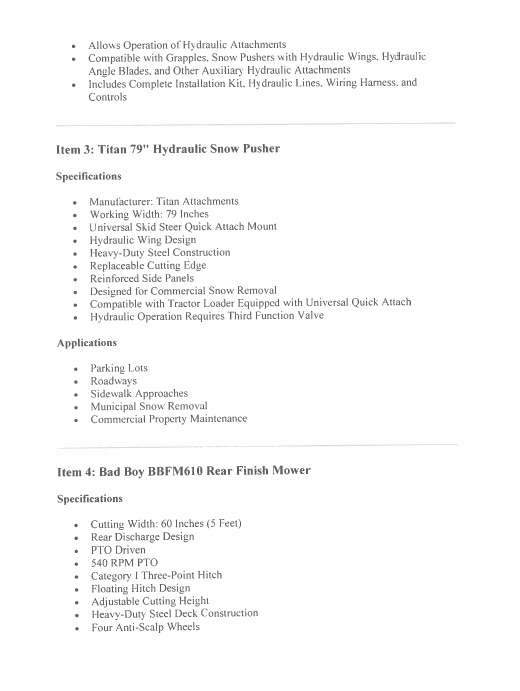 • Allows Operation of Hydraulic Attachments
• Compatible with Grapples, Snow Pushers with Hydraulic Wings, Hydraulic
Angle Blades, and Other Auxiliary Hydraulic Attachments
• Includes Complete Installation Kit, Hydraulic Lines, Wiring Harness, and
Controls
Item 3: Titan 79" Hydraulic Snow Pusher
Specifications
• Manufacturer: Titan Attachments
• Working Width: 79 Inches
• Universal Skid Steer Quick Attach Mount
• Hydraulic Wing Design
• Heavy-Duty Steel Construction
• Replaceable Cutting Edge
• Reinforced Side Panels
• Designed for Commercial Snow Removal
• Compatible with Tractor Loader Equipped with Universal Quick Attach
• Hydraulic Operation Requires Third Function Valve
Applications
• Parking Lots
• Roadways
• Sidewalk Approaches
• Municipal Snow Removal
• Commercial Property Maintenance
Item 4: Bad Boy BBFM610 Rear Finish Mower
Specifications
• Cutting Width: 60 Inches (5 Feet)
• Rear Discharge Design
• PTO Driven
• 540 RPM PTO
• Category I Three-Point Hitch
• Floating Hitch Design
• Adjustable Cutting Height
• Heavy-Duty Steel Deck Construction
• Four Anti-Scalp Wheels